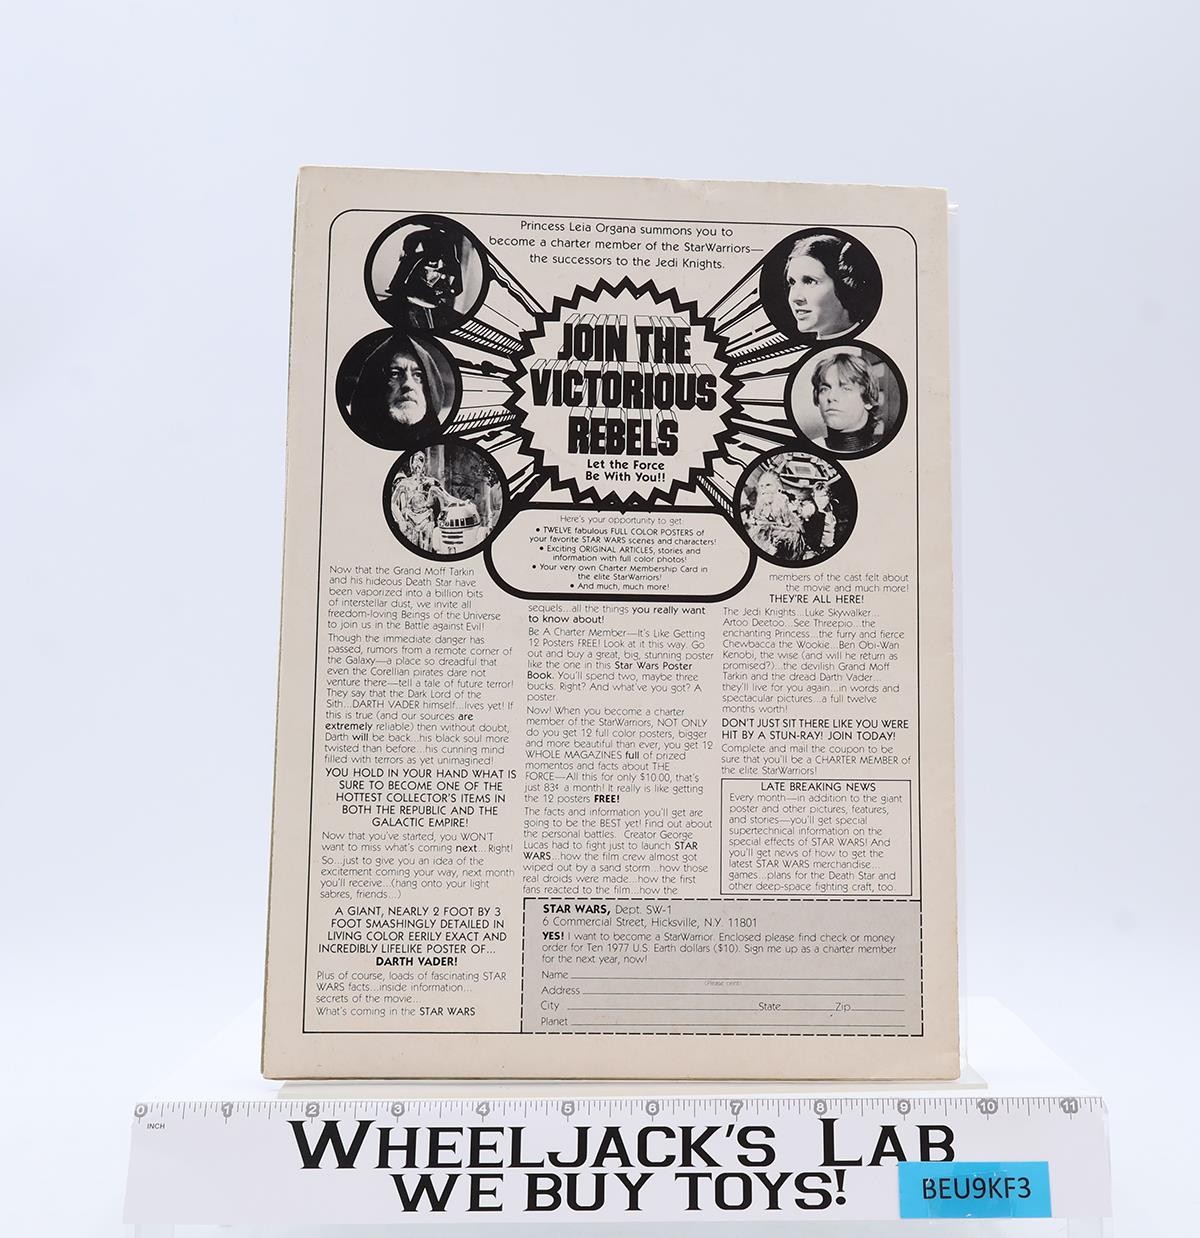 Princess Leia Organa summons you to
become a charter member of the StarWarriors—
the successors to the Jedi Knights.
JOIN THE
VICTORIOUS
REBELS
Let the Force
Be With You!!
Here's your opportunity to get:
• TWELVE fabulous FULL COLOR POSTERS of
your favorite STAR WARS scenes and characters!
• Exciting ORIGINAL ARTICLES, stories and
information with full color photos!
• Your very own Charter Membership Card in
the elite StarWarriors!
• And much, much more!
Now that the Grand Moff Tarkin
and his hideous Death Star have
been vaporized into a billion bits
of interstellar dust, we invite all
freedom-loving Beings of the Universe
to join us in the Battle against Evil!
Though the immediate danger has
passed, rumors from a remote corner of
the Galaxy—a place so dreadful that
even the Corellian pirates dare not
venture there—tell a tale of future terror!
They say that the Dark Lord of the
Sith...DARTH VADER himself...lives yet! If
this is true (and our sources are
extremely reliable) then without doubt,
Darth will be back...his black soul more
twisted than before...his cunning mind
filled with terrors as yet unimagined!
YOU HOLD IN YOUR HAND WHAT IS
SURE TO BECOME ONE OF THE
HOTTEST COLLECTOR'S ITEMS IN
BOTH THE REPUBLIC AND THE
GALACTIC EMPIRE!
Now that you've started, you WON'T
want to miss what's coming next...Right!
So...just to give you an idea of the
excitement coming your way, next month
you'll receive...(hang onto your light
sabres, friends...)
A GIANT, NEARLY 2 FOOT BY 3
FOOT SMASHINGLY DETAILED IN
LIVING COLOR EERILY EXACT AND
INCREDIBLY LIFELIKE POSTER OF...
DARTH VADER!
Plus of course, loads of fascinating STAR
WARS facts...inside information...
secrets of the movie...
What's coming in the STAR WARS
sequels...all the things you really want
to know about!
Be A Charter Member—It's Like Getting
12 Posters FREE! Look at it this way. Go
out and buy a great, big, stunning poster
like the one in this Star Wars Poster
Book. You'll spend two, maybe three
bucks. Right? And what've you got? A
poster.
Now! When you become a charter
member of the StarWarriors, NOT ONLY
do you get 12 full color posters, bigger
and more beautiful than ever, you get 12
WHOLE MAGAZINES full of prized
momentos and facts about THE
FORCE—All this for only $10.00, that's
just 83¢ a month! It really is like getting
the 12 posters FREE!
The facts and information you'll get are
going to be the BEST yet! Find out about
the personal battles. Creator George
Lucas had to fight just to launch STAR
WARS...how the film crew almost got
wiped out by a sand storm...how those
real droids were made...how the first
fans reacted to the film...how the
members of the cast felt about
the movie and much more!
THEY'RE ALL HERE!
The Jedi Knights...Luke Skywalker...
Artoo Deetoo...See Threepio...the
enchanting Princess...the furry and fierce
Chewbacca the Wookie...Ben Obi-Wan
Kenobi, the wise (and will he return as
promised?)...the devilish Grand Moff
Tarkin and the dread Darth Vader...
they'll live for you again...in words and
spectacular pictures...a full twelve
months worth!
DON'T JUST SIT THERE LIKE YOU WERE
HIT BY A STUN-RAY! JOIN TODAY!
Complete and mail the coupon to be
sure that you'll be a CHARTER MEMBER of
the elite StarWarriors!
LATE BREAKING NEWS
Every month—in addition to the giant
poster and other pictures, features,
and stories—you'll get special
supertechnical information on the
special effects of STAR WARS! And
you'll get news of how to get the
latest STAR WARS merchandise...
games...plans for the Death Star and
other deep-space fighting craft, too.
STAR WARS, Dept. SW-1
6 Commercial Street, Hicksville, N.Y. 11801
YES! I want to become a StarWarrior. Enclosed please find check or money
order for Ten 1977 U.S. Earth dollars ($10). Sign me up as a charter member
for the next year, now!
Name
(Please print)
Address
City State Zip
Planet
0 1 2 3 4 5 6 7 8 9 10 11
INCH
WHEELJACK'S LAB
WE BUY TOYS!
BEU9KF3